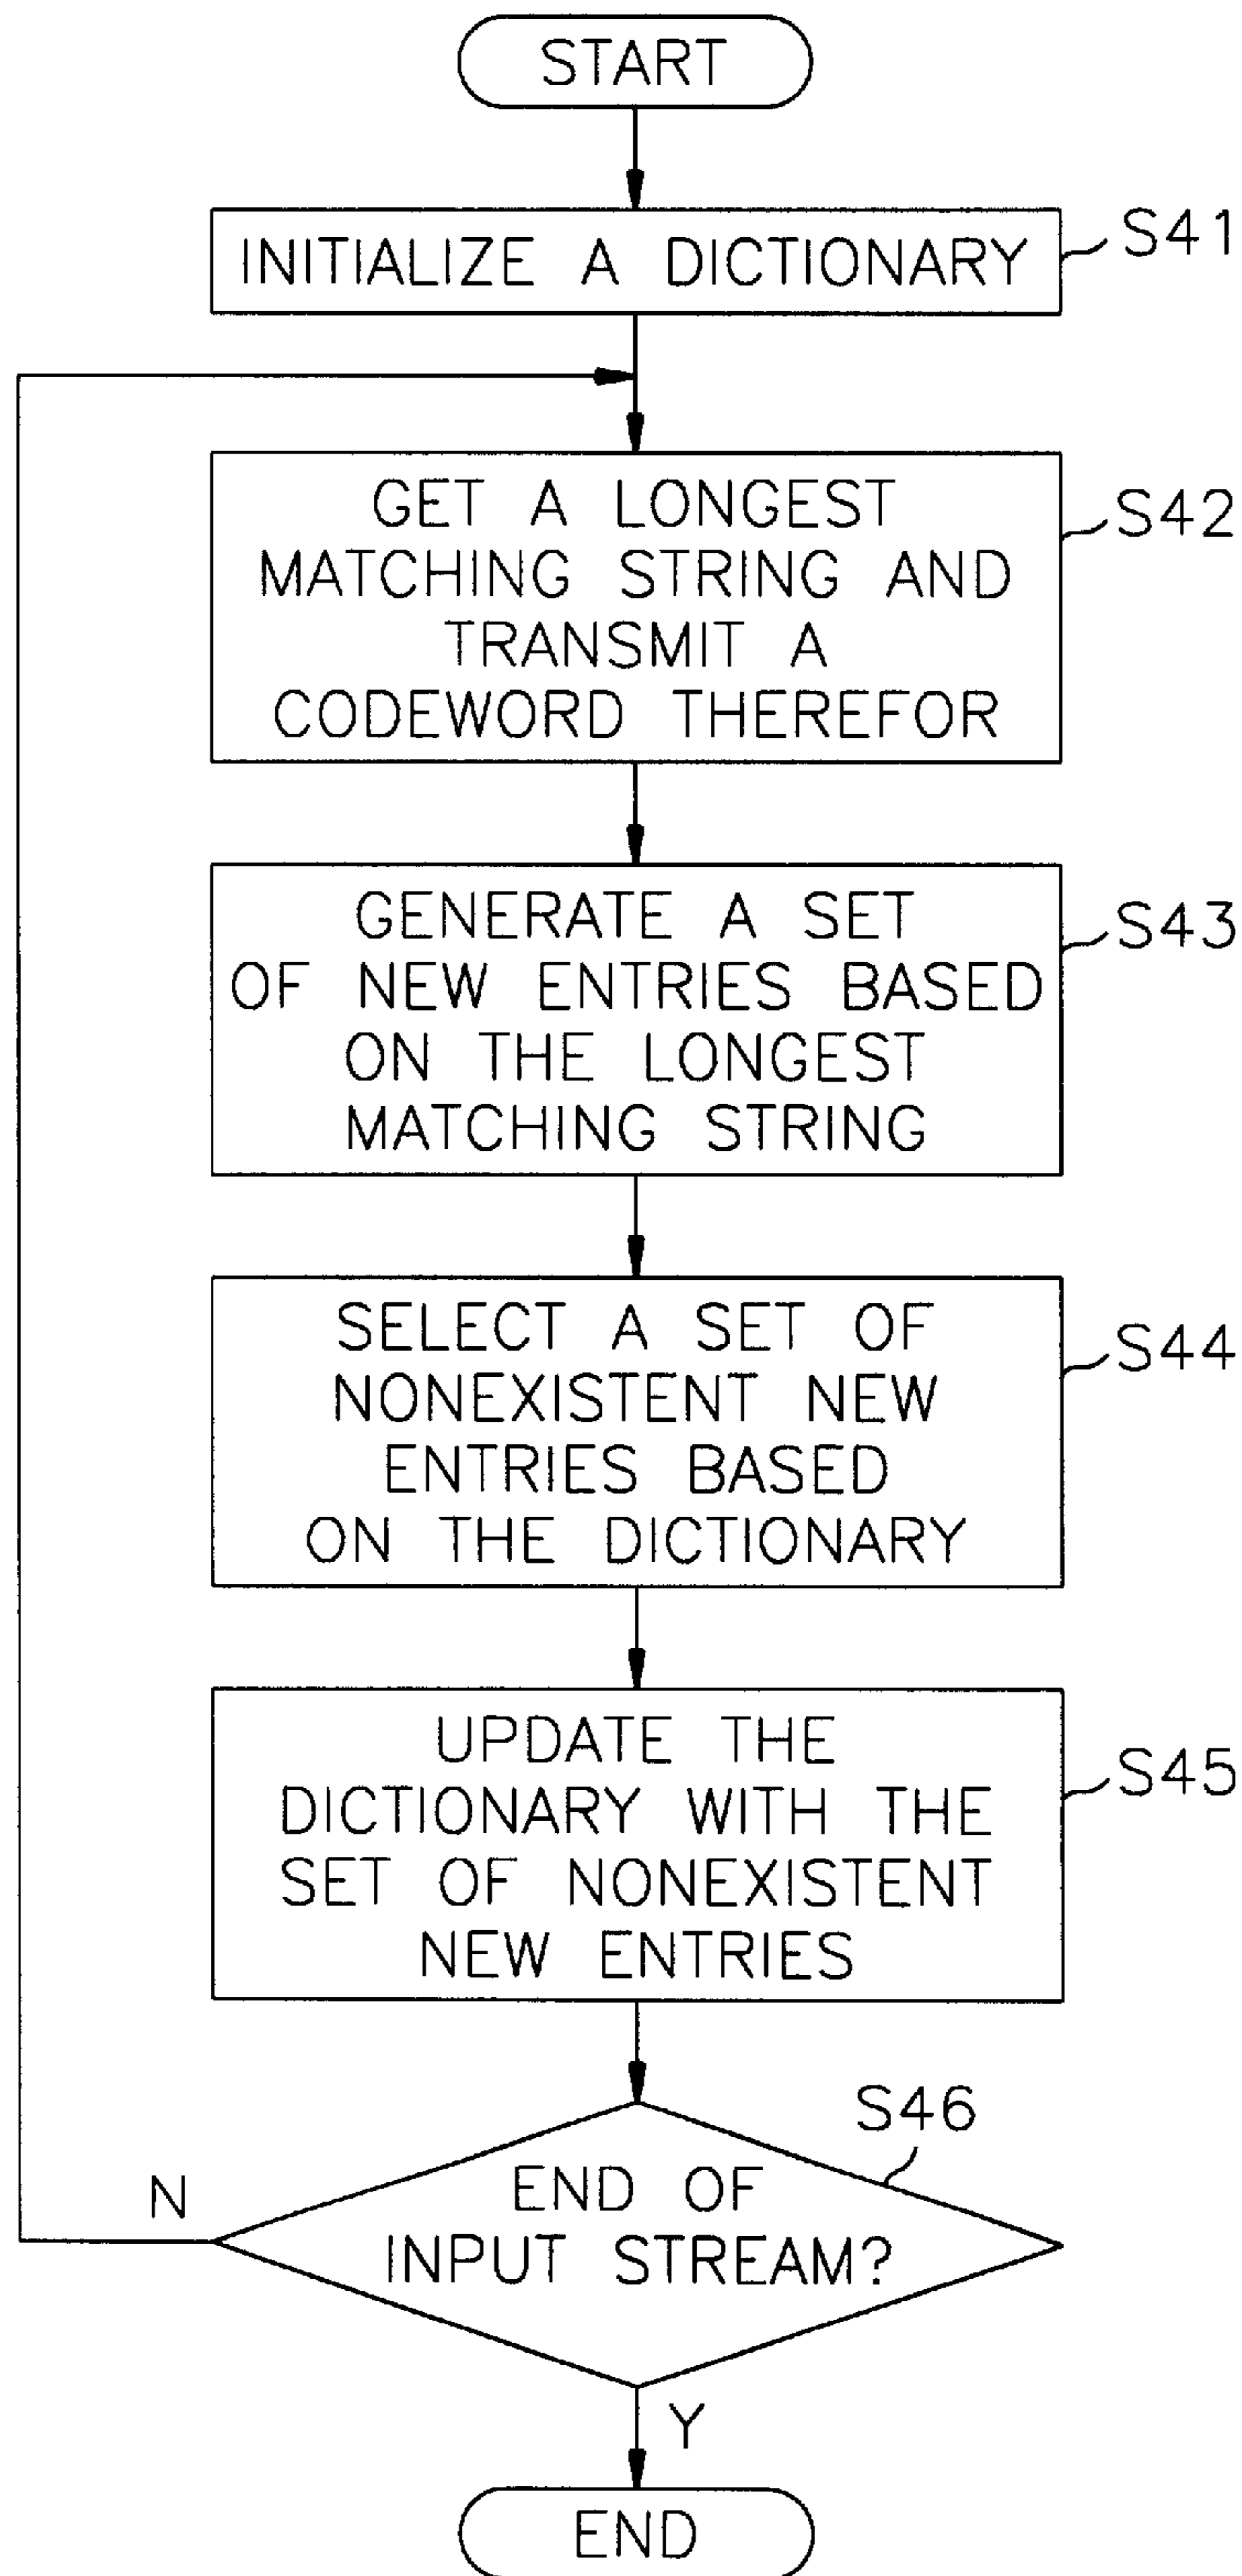 START
INITIALIZE A DICTIONARY
S41
GET A LONGEST
MATCHING STRING AND
TRANSMIT A
CODEWORD THEREFOR
S42
GENERATE A SET
OF NEW ENTRIES BASED
ON THE LONGEST
MATCHING STRING
S43
SELECT A SET OF
NONEXISTENT NEW
ENTRIES BASED
ON THE DICTIONARY
S44
UPDATE THE
DICTIONARY WITH THE
SET OF NONEXISTENT
NEW ENTRIES
S45
S46
END OF
INPUT STREAM?
N
Y
END